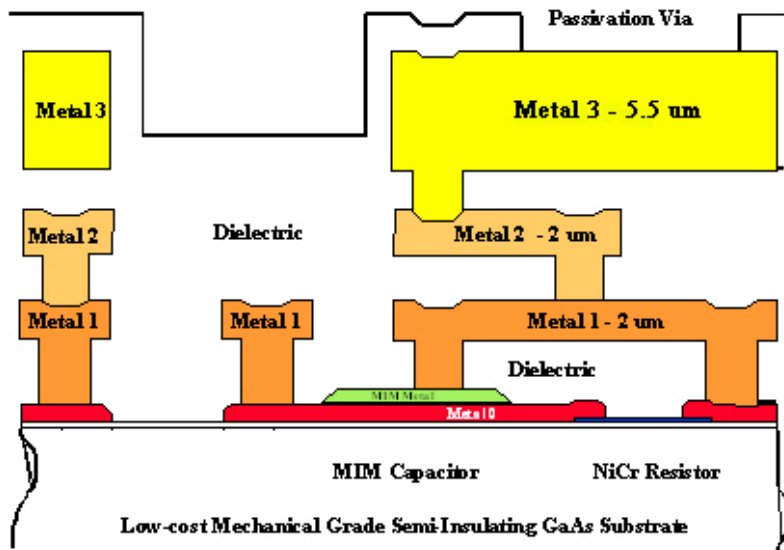 Passivation Via
Metal 3
Metal 3 - 5.5 um
Metal 2
Dielectric
Metal 2 - 2 um
Metal 1
Metal 1
Metal 1 - 2 um
Dielectric
MIM Metal
Metal 0
MIM Capacitor
NiCr Resistor
Low-cost Mechanical Grade Semi-Insulating GaAs Substrate